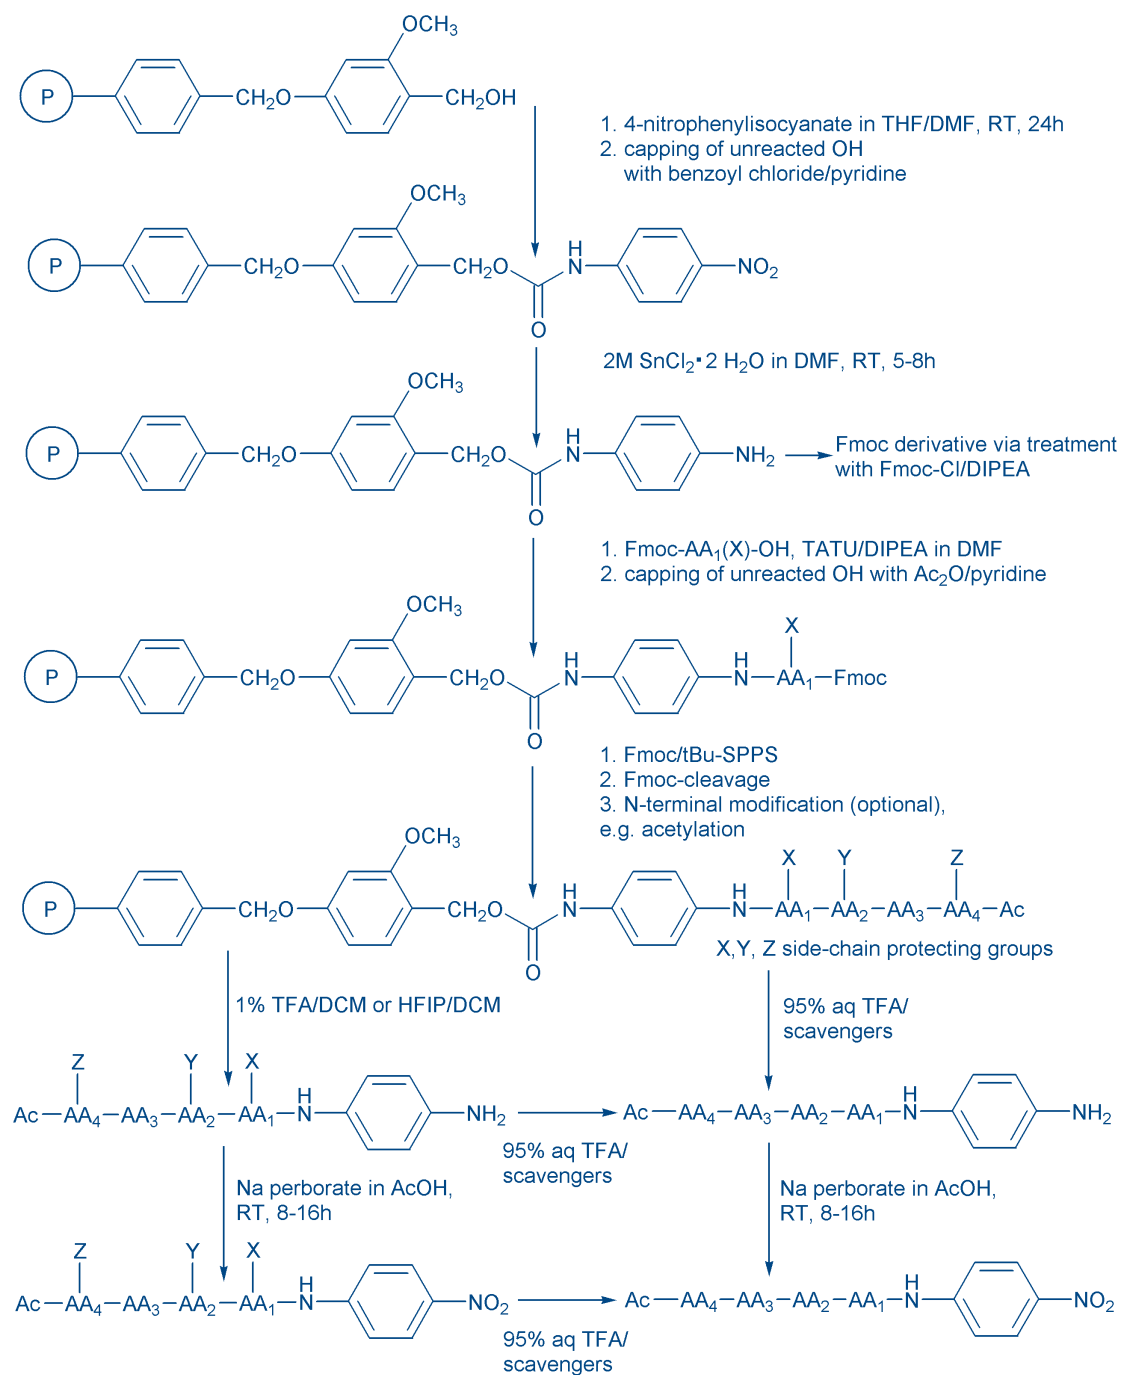 OCH₃
P
CH₂O
CH₂OH
1. 4-nitrophenylisocyanate in THF/DMF, RT, 24h
2. capping of unreacted OH
with benzoyl chloride/pyridine
OCH₃
P
CH₂O
CH₂O
H
N
NO₂
O
2M SnCl₂▪2 H₂O in DMF, RT, 5-8h
OCH₃
P
CH₂O
CH₂O
H
N
NH₂
O
Fmoc derivative via treatment
with Fmoc-Cl/DIPEA
1. Fmoc-AA₁(X)-OH, TATU/DIPEA in DMF
2. capping of unreacted OH with Ac₂O/pyridine
OCH₃
X
P
CH₂O
CH₂O
H
N
H
N
AA₁–Fmoc
O
1. Fmoc/tBu-SPPS
2. Fmoc-cleavage
3. N-terminal modification (optional),
e.g. acetylation
OCH₃
X Y Z
P
CH₂O
CH₂O
H
N
H
N–AA₁–AA₂–AA₃–AA₄–Ac
O
X,Y, Z side-chain protecting groups
1% TFA/DCM or HFIP/DCM
95% aq TFA/
scavengers
Z Y X
H
Ac–AA₄–AA₃–AA₂–AA₁–N
NH₂
95% aq TFA/
scavengers
H
Ac–AA₄–AA₃–AA₂–AA₁–N
NH₂
Na perborate in AcOH,
RT, 8-16h
Na perborate in AcOH,
RT, 8-16h
Z Y X
H
Ac–AA₄–AA₃–AA₂–AA₁–N
NO₂
95% aq TFA/
scavengers
H
Ac–AA₄–AA₃–AA₂–AA₁–N
NO₂